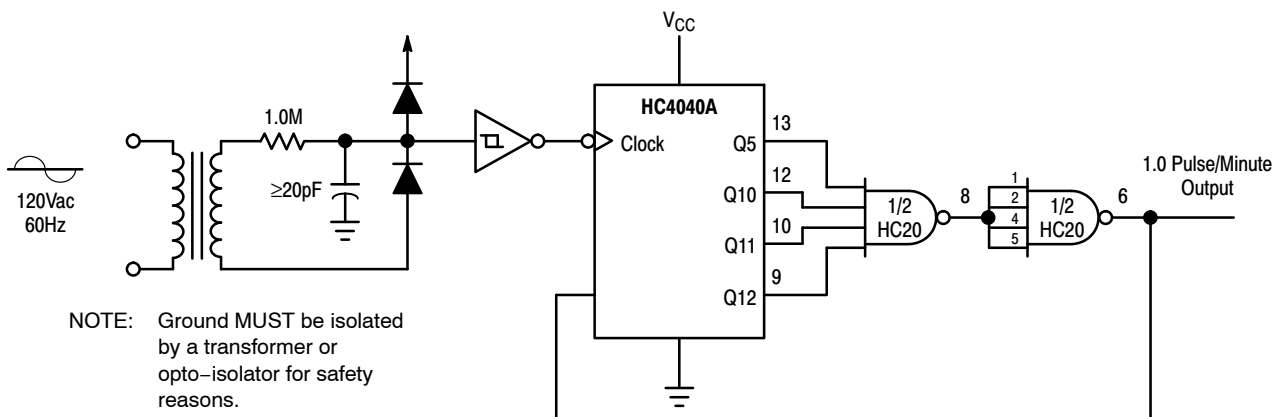 VCC
HC4040A
1.0M
Clock
≥20pF
120Vac
60Hz
Q5
13
Q10
12
Q11
10
Q12
9
1/2
HC20
8
1
2
4
5
1/2
HC20
6
1.0 Pulse/Minute
Output
NOTE: Ground MUST be isolated
by a transformer or
opto−isolator for safety
reasons.